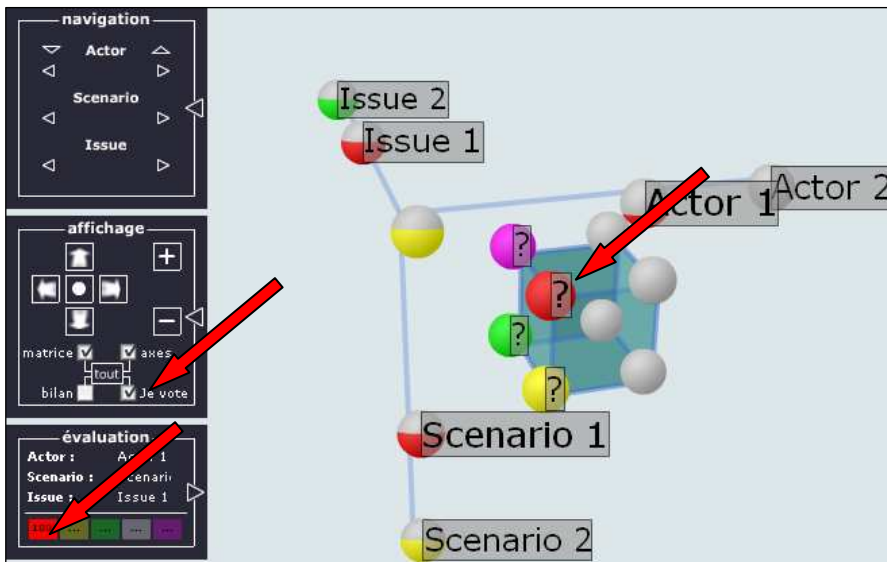 navigation
Actor
Scenario
Issue
affichage
+
−
matrice
axes
tout
bilan
Je vote
évaluation
Actor :
Scenario :
Issue :
Issue 1
... ... ... ...
Issue 2
Issue 1
Actor 1
Actor 2
?
?
?
?
Scenario 1
Scenario 2